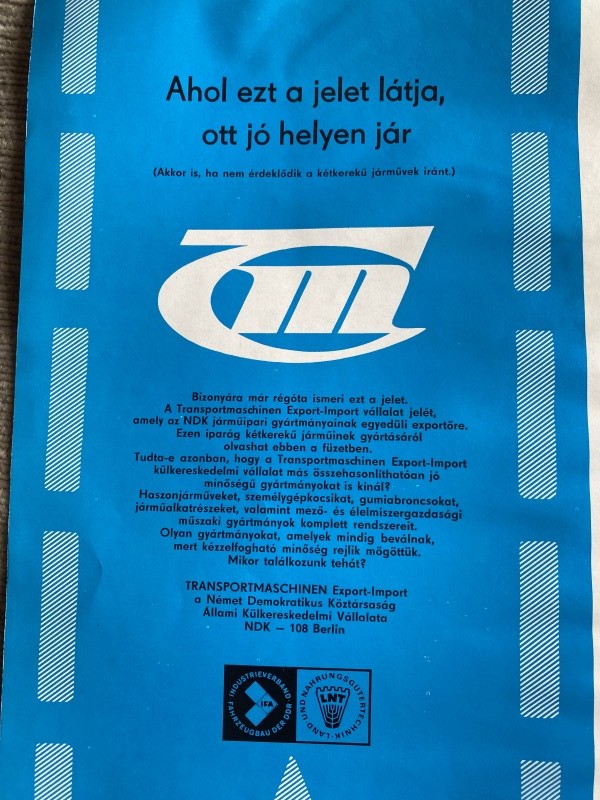 Ahol ezt a jelet látja,
ott jó helyen jár
(Akkor is, ha nem érdeklődik a kétkerekű járművek iránt.)
Tm
Bizonyára már régóta ismeri ezt a jelet.
A Transportmaschinen Export-Import vállalat jelét,
amely az NDK járműipari gyártmányainak egyedüli exportőre.
Ezen iparág kétkerekű járműinek gyártásáról
olvashat ebben a füzetben.
Tudta-e azonban, hogy a Transportmaschinen Export-Import
külkereskedelmi vállalat más összehasonlíthatóan jó
minőségű gyártmányokat is kínál?
Haszonjárműveket, személygépkocsikat, gumiabroncsokat,
járműalkatrészeket, valamint mező- és élelmiszergazdasági
műszaki gyártmányok komplett rendszereit.
Olyan gyártmányokat, amelyek mindig beválnak,
mert kézzelfogható minőség rejlik mögöttük.
Mikor találkozunk tehát?
TRANSPORTMASCHINEN Export-Import
a Német Demokratikus Köztársaság
Állami Külkereskedelmi Vállalata
NDK – 108 Berlin
INDUSTRIEVERBAND FAHRZEUGBAU DER DDR
IFA
LAND- UND NAHRUNGSGÜTERTECHNIK
LNT